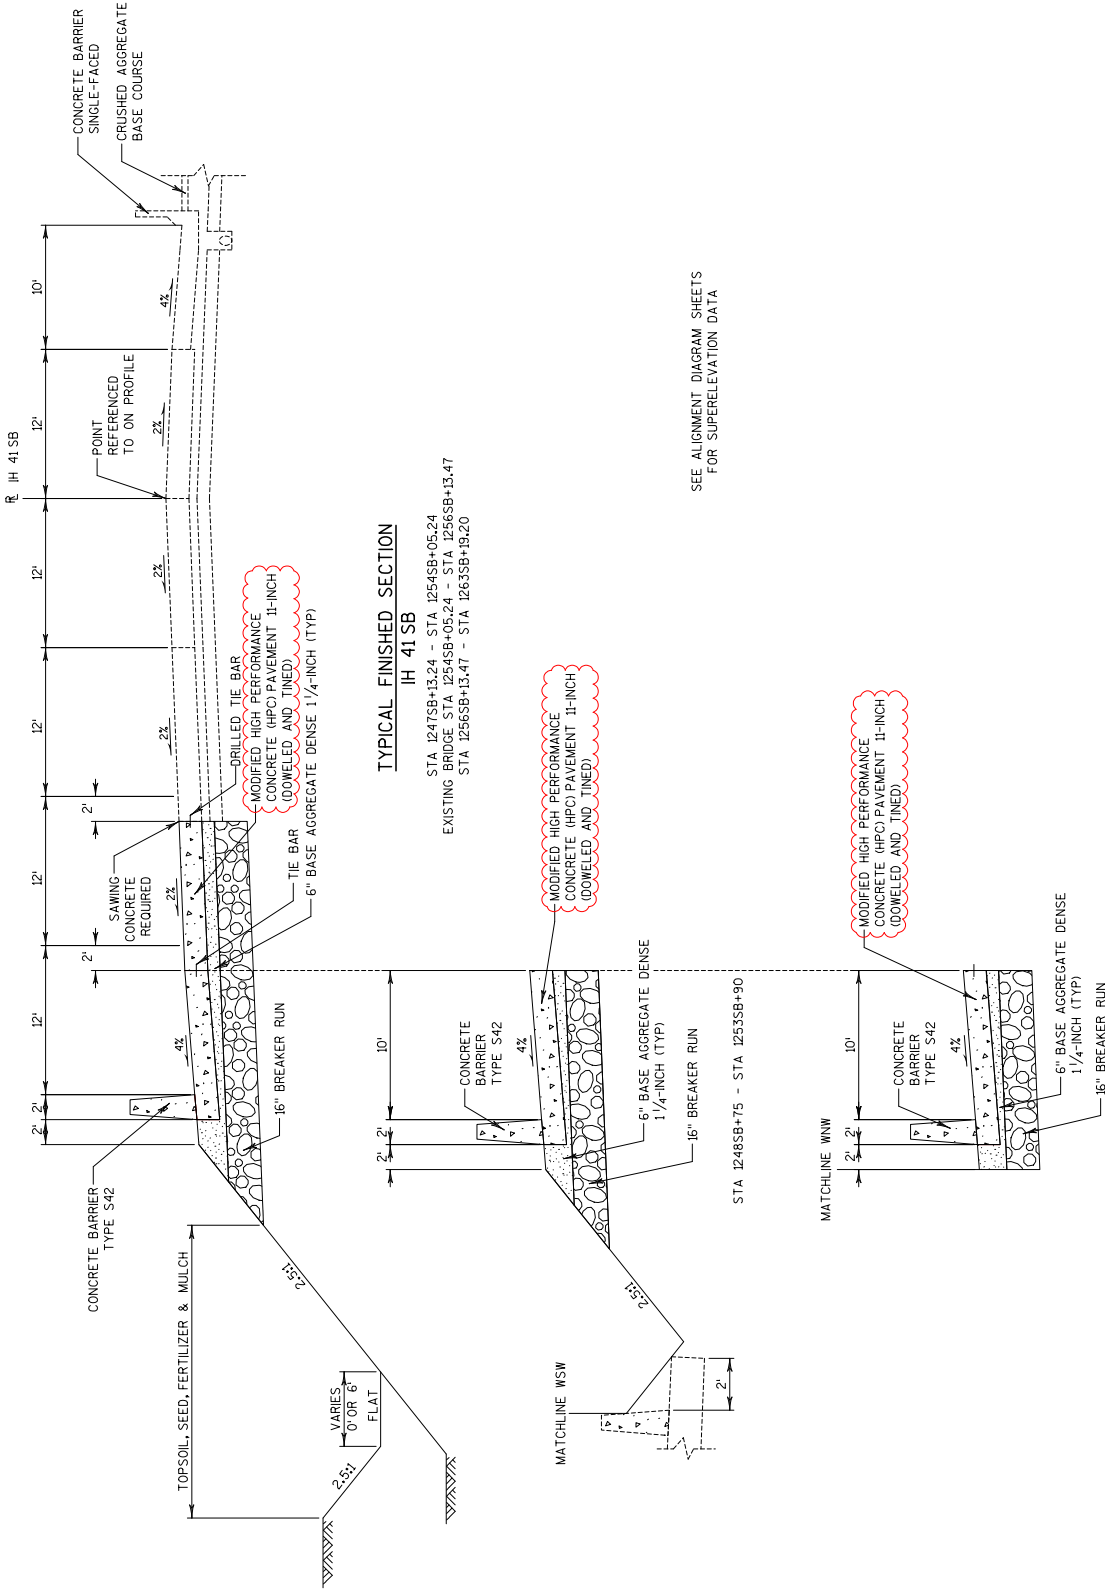 CONCRETE BARRIER
SINGLE-FACED
CRUSHED AGGREGATE
BASE COURSE
R IH 41 SB
2'
2'
12'
2'
12'
2'
12'
12'
12'
10'
CONCRETE BARRIER
TYPE S42
4%
SAWING
CONCRETE
REQUIRED
2%
2%
2%
POINT
REFERENCED
TO ON PROFILE
2%
4%
DRILLED TIE BAR
MODIFIED HIGH PERFORMANCE
CONCRETE (HPC) PAVEMENT 11-INCH
(DOWELED AND TINED)
TIE BAR
6" BASE AGGREGATE DENSE 1 1/4-INCH (TYP)
16" BREAKER RUN
TOPSOIL, SEED, FERTILIZER & MULCH
2.5:1
VARIES
0' OR 6'
FLAT
2.5:1
TYPICAL FINISHED SECTION
IH 41 SB
STA 1247SB+13.24 - STA 1254SB+05.24
EXISTING BRIDGE STA 1254SB+05.24 - STA 1256SB+13.47
STA 1256SB+13.47 - STA 1263SB+19.20
2'
2'
10'
CONCRETE
BARRIER
TYPE S42
4%
MODIFIED HIGH PERFORMANCE
CONCRETE (HPC) PAVEMENT 11-INCH
(DOWELED AND TINED)
6" BASE AGGREGATE DENSE
1 1/4-INCH (TYP)
16" BREAKER RUN
2.5:1
MATCHLINE WSW
2'
STA 1248SB+75 - STA 1253SB+90
SEE ALIGNMENT DIAGRAM SHEETS
FOR SUPERELEVATION DATA
MATCHLINE WNW
2'
2'
10'
CONCRETE
BARRIER
TYPE S42
4%
MODIFIED HIGH PERFORMANCE
CONCRETE (HPC) PAVEMENT 11-INCH
(DOWELED AND TINED)
6" BASE AGGREGATE DENSE
1 1/4-INCH (TYP)
16" BREAKER RUN